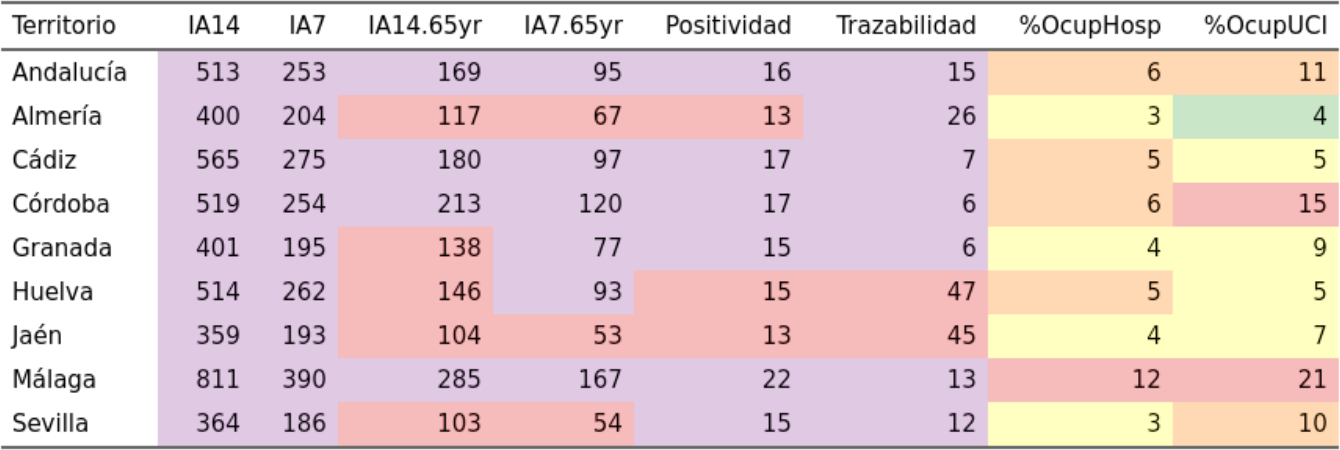 Territorio IA14 IA7 IA14.65yr IA7.65yr Positividad Trazabilidad %OcupHosp %OcupUCI
Andalucía 513 253 169 95 16 15 6 11
Almería 400 204 117 67 13 26 3 4
Cádiz 565 275 180 97 17 7 5 5
Córdoba 519 254 213 120 17 6 6 15
Granada 401 195 138 77 15 6 4 9
Huelva 514 262 146 93 15 47 5 5
Jaén 359 193 104 53 13 45 4 7
Málaga 811 390 285 167 22 13 12 21
Sevilla 364 186 103 54 15 12 3 10